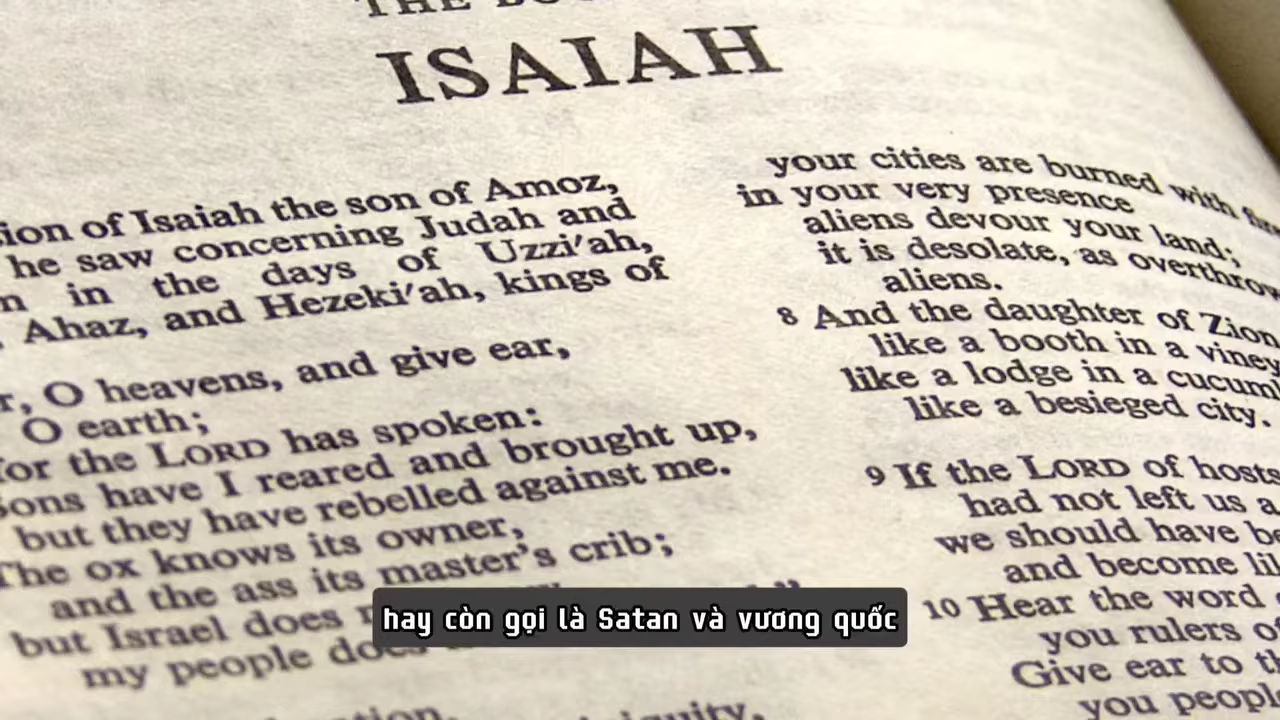 THE
ISAIAH
ion of Isaiah the son of Amoz,
he saw concerning Judah and
in the days of Uzzi'ah,
Ahaz, and Hezeki'ah, kings of
O heavens, and give ear,
O earth;
for the LORD has spoken:
Sons have I reared and brought up,
but they have rebelled against me.
The ox knows its owner,
and the ass its master's crib;
but Israel does
my people does
your cities are burned with
in your very presence
aliens devour your land;
it is desolate, as overthrow
aliens.
8 And the daughter of Zion
like a booth in a viney
like a lodge in a cucum
like a besieged city.
9 If the LORD of hosts
had not left us a
we should have be
and become li
10 Hear the word
you rulers of
Give ear to th
you people
hay còn gọi là Satan và vương quốc